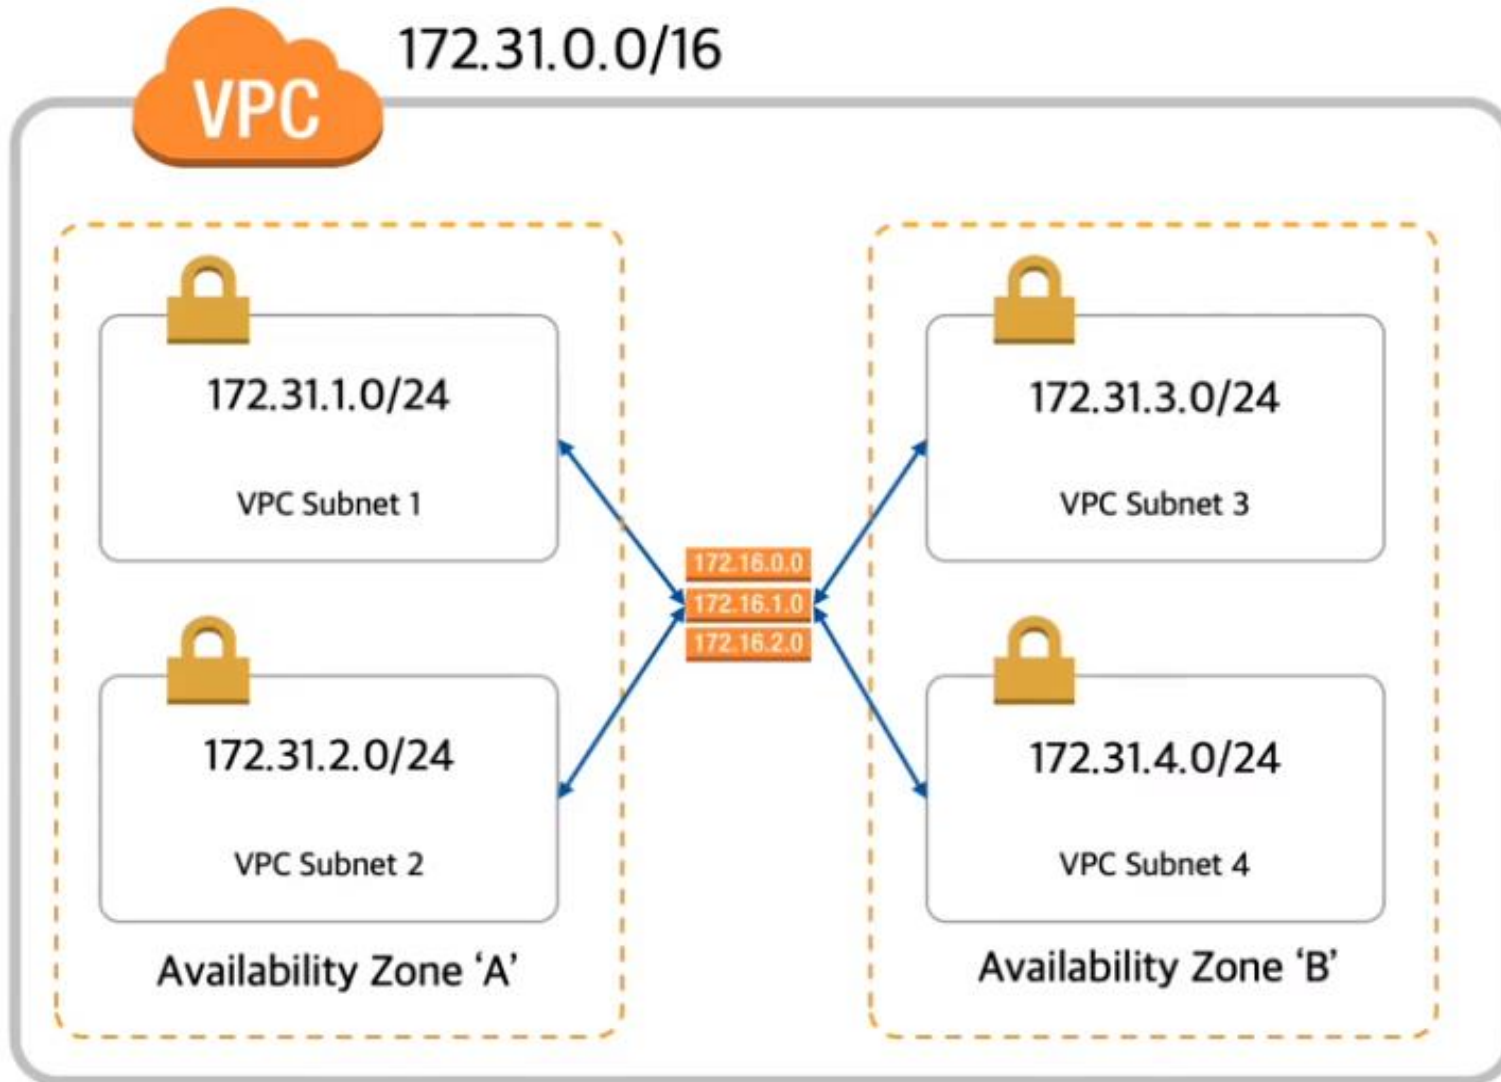 172.31.0.0/16
VPC
172.31.1.0/24
VPC Subnet 1
172.31.2.0/24
VPC Subnet 2
Availability Zone ‘A’
172.16.0.0
172.16.1.0
172.16.2.0
172.31.3.0/24
VPC Subnet 3
172.31.4.0/24
VPC Subnet 4
Availability Zone ‘B’